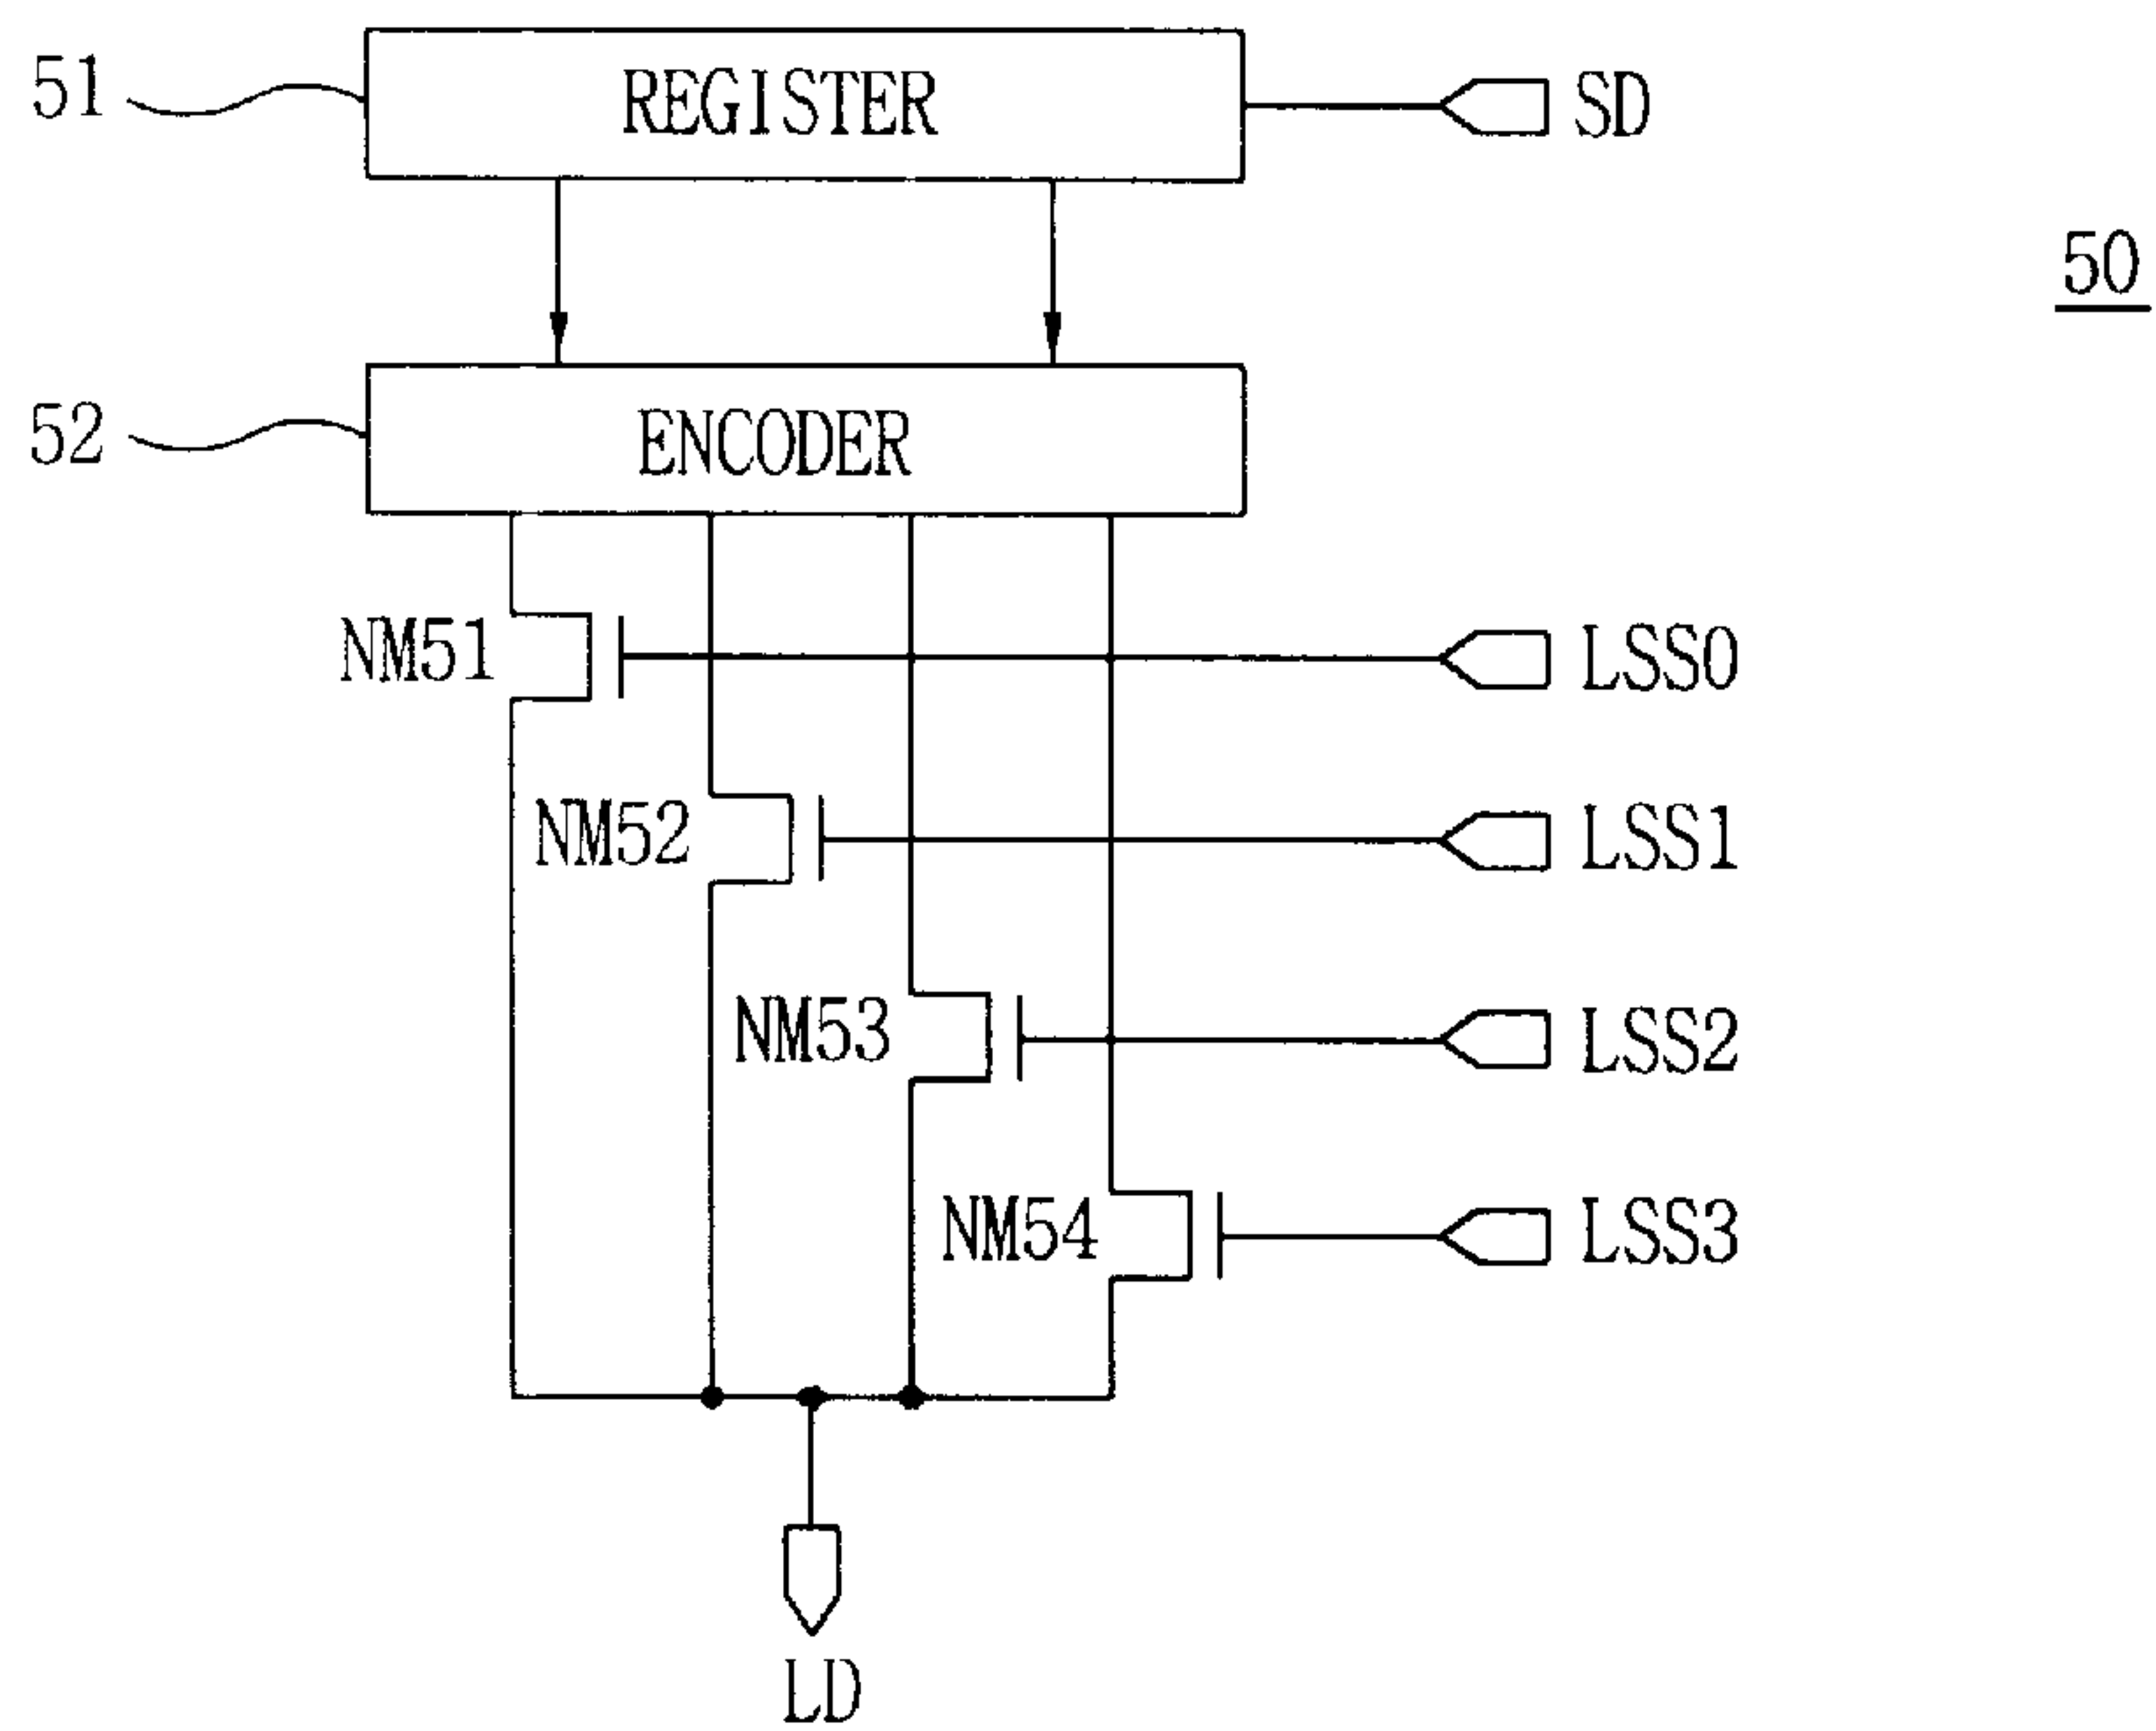 51
REGISTER
SD
50
52
ENCODER
NM51
LSS0
NM52
LSS1
NM53
LSS2
NM54
LSS3
LD